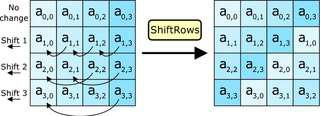 No change a0,0 a0,1 a0,2 a0,3
Shift 1 a1,0 a1,1 a1,2 a1,3
Shift 2 a2,0 a2,1 a2,2 a2,3
Shift 3 a3,0 a3,1 a3,2 a3,3
ShiftRows
a0,0 a0,1 a0,2 a0,3
a1,1 a1,2 a1,3 a1,0
a2,2 a2,3 a2,0 a2,1
a3,3 a3,0 a3,1 a3,2